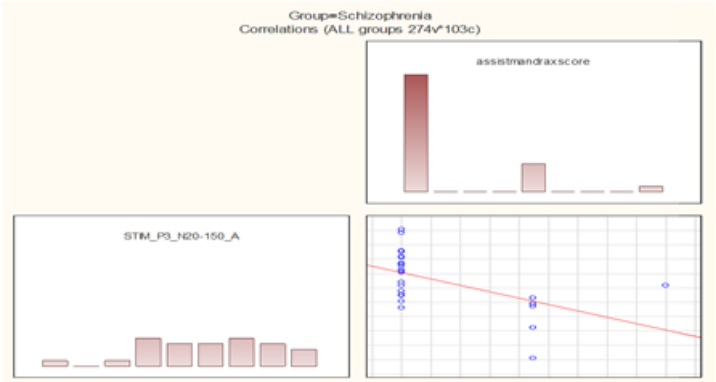 Group=Schizophrenia
Correlations (ALL groups 274v*103c)
assistmandraxscore
STIM_P3_N20-150_A